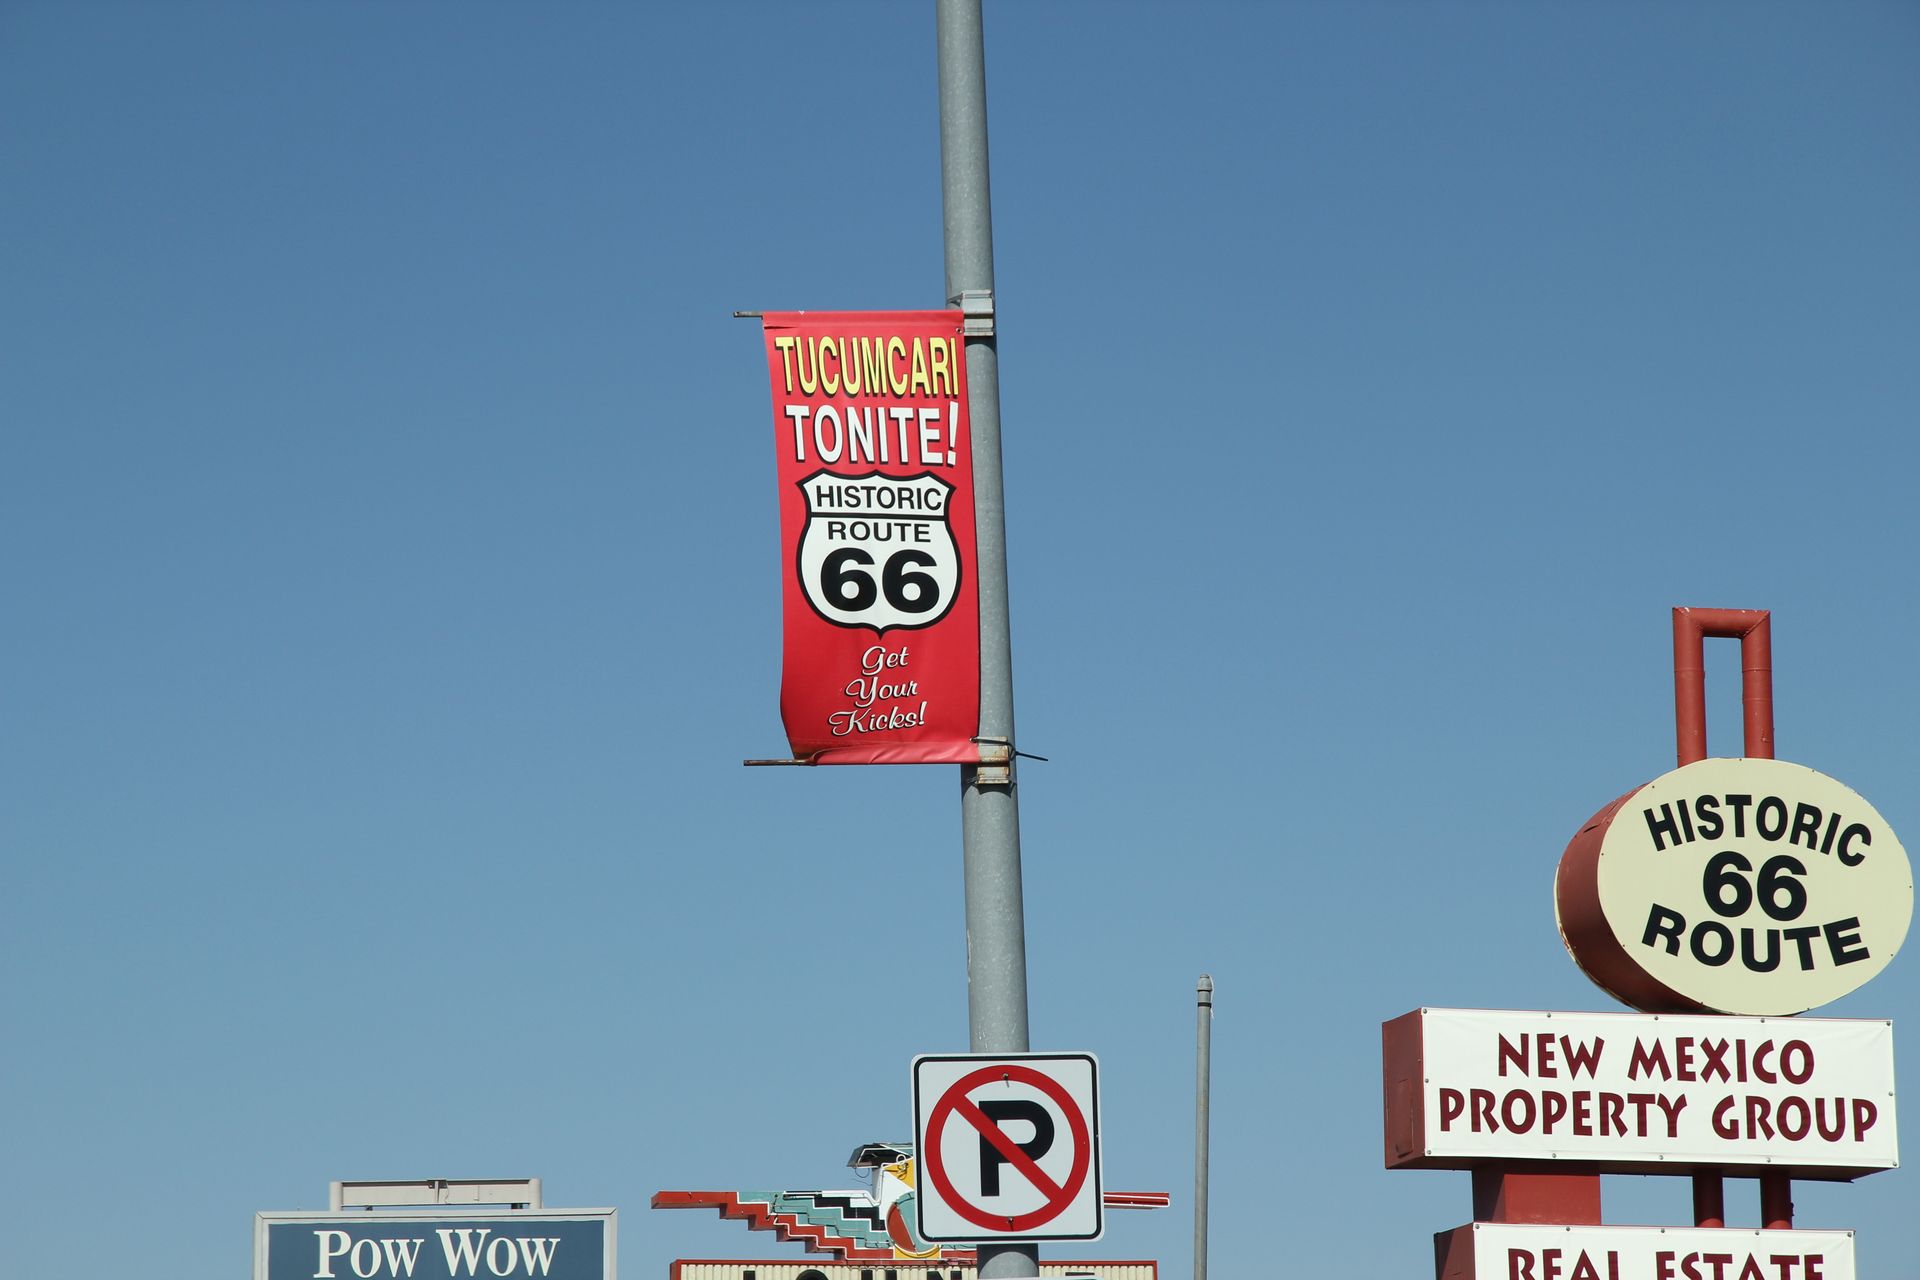 TUCUMCARI
TONITE!
HISTORIC
ROUTE
66
Get
Your
Kicks!
HISTORIC
66
ROUTE
NEW MEXICO
PROPERTY GROUP
REAL ESTATE
P
POW WOW